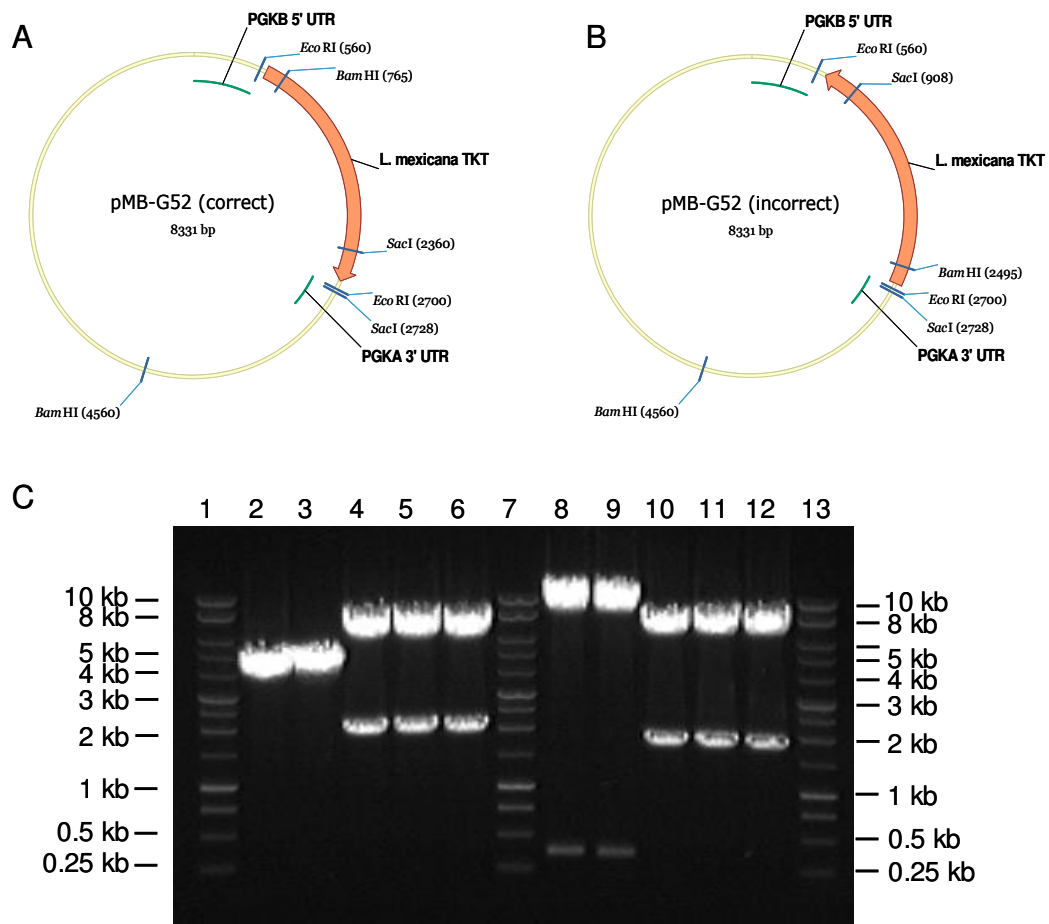 A
PGKB 5' UTR
EcoRI (560)
BamHI (765)
L. mexicana TKT
pMB-G52 (correct)
8331 bp
SacI (2360)
EcoRI (2700)
SacI (2728)
PGKA 3' UTR
BamHI (4560)
B
PGKB 5' UTR
EcoRI (560)
SacI (908)
L. mexicana TKT
pMB-G52 (incorrect)
8331 bp
BamHI (2495)
EcoRI (2700)
SacI (2728)
PGKA 3' UTR
BamHI (4560)
C
1 2 3 4 5 6 7 8 9 10 11 12 13
10 kb
8 kb
5 kb
4 kb
3 kb
2 kb
1 kb
0.5 kb
0.25 kb
10 kb
8 kb
5 kb
4 kb
3 kb
2 kb
1 kb
0.5 kb
0.25 kb